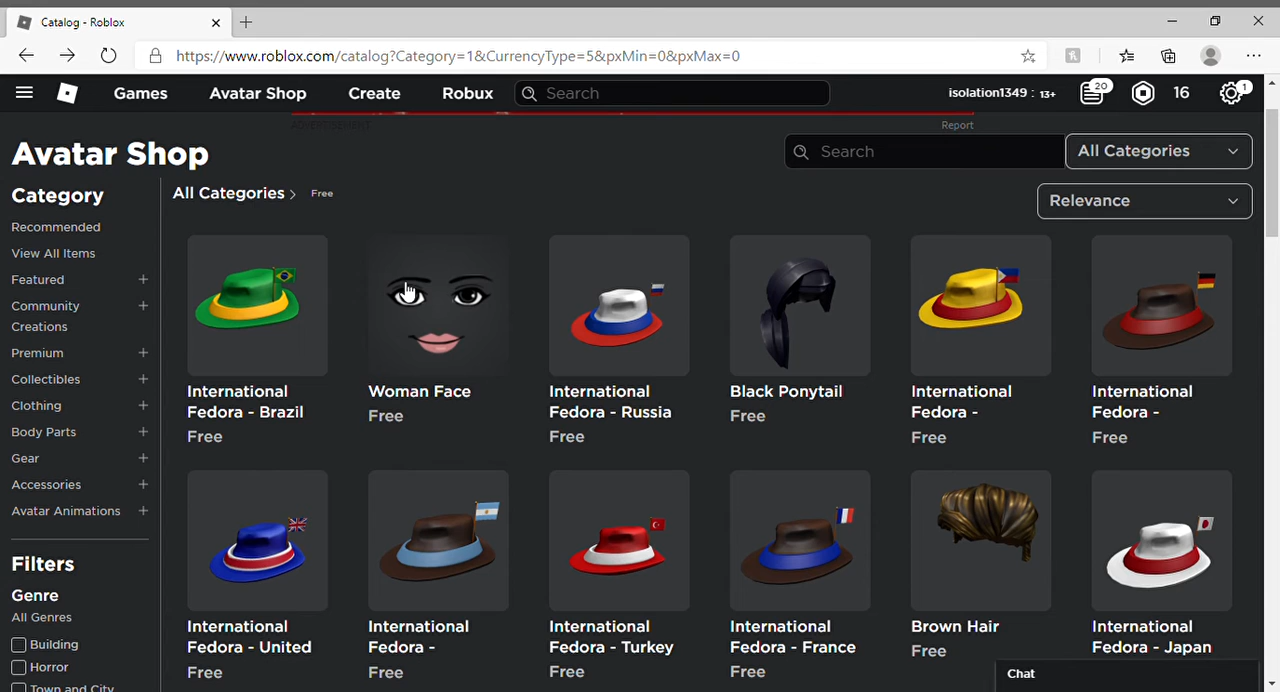 Catalog - Roblox
https://www.roblox.com/catalog?Category=1&CurrencyType=5&pxMin=0&pxMax=0
Games Avatar Shop Create Robux Search isolation1349 : 13+ 20 16 1
ADVERTISEMENT Report
Avatar Shop
Search All Categories
Category
All Categories > Free
Relevance
Recommended
View All Items
Featured +
Community +
Creations
Premium +
Collectibles +
Clothing +
Body Parts +
Gear +
Accessories +
Avatar Animations +
Filters
Genre
All Genres
Building
Horror
Town and City
International
Fedora - Brazil
Free
Woman Face
Free
International
Fedora - Russia
Free
Black Ponytail
Free
International
Fedora -
Free
International
Fedora -
Free
International
Fedora - United
Free
International
Fedora -
Free
International
Fedora - Turkey
Free
International
Fedora - France
Free
Brown Hair
Free
International
Fedora - Japan
Chat